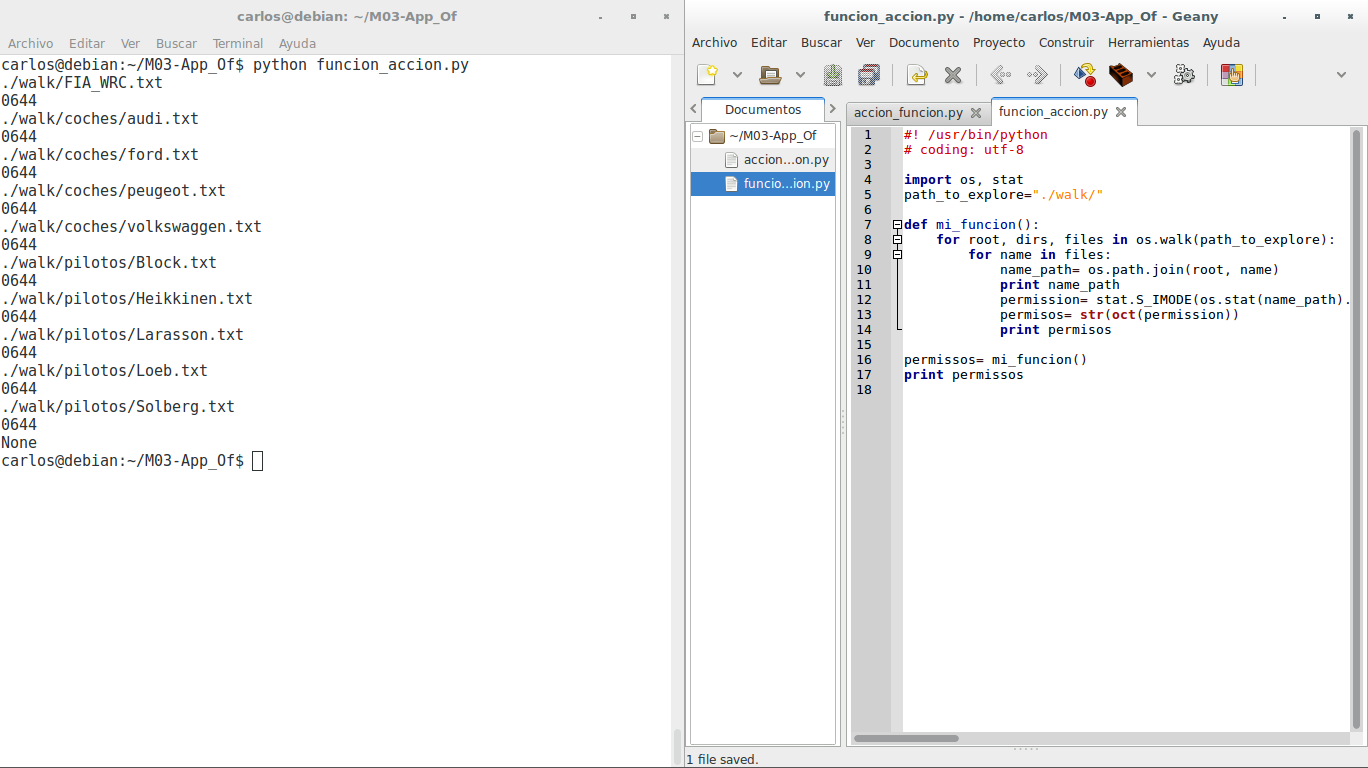 carlos@debian: ~/M03-App_Of
Archivo Editar Ver Buscar Terminal Ayuda
carlos@debian:~/M03-App_Of$ python funcion_accion.py
./walk/FIA_WRC.txt
0644
./walk/coches/audi.txt
0644
./walk/coches/ford.txt
0644
./walk/coches/peugeot.txt
0644
./walk/coches/volkswaggen.txt
0644
./walk/pilotos/Block.txt
0644
./walk/pilotos/Heikkinen.txt
0644
./walk/pilotos/Larasson.txt
0644
./walk/pilotos/Loeb.txt
0644
./walk/pilotos/Solberg.txt
0644
None
carlos@debian:~/M03-App_Of$
funcion_accion.py - /home/carlos/M03-App_Of - Geany
Archivo Editar Buscar Ver Documento Proyecto Construir Herramientas Ayuda
Documentos
~/M03-App_Of
accion...on.py
funcio...ion.py
accion_funcion.py
funcion_accion.py
1 #! /usr/bin/python
2 # coding: utf-8
3
4 import os, stat
5 path_to_explore="./walk/"
6
7 def mi_funcion():
8     for root, dirs, files in os.walk(path_to_explore):
9         for name in files:
10             name_path= os.path.join(root, name)
11             print name_path
12             permission= stat.S_IMODE(os.stat(name_path).
13             permisos= str(oct(permission))
14             print permisos
15
16 permissos= mi_funcion()
17 print permissos
18
1 file saved.